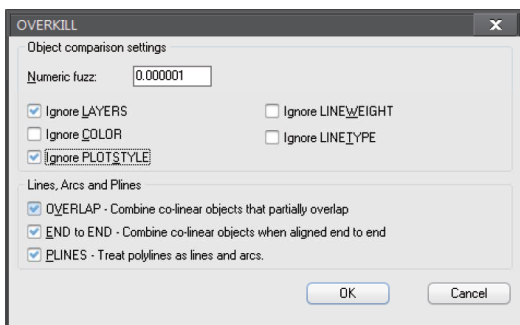 OVERKILL
x
Object comparison settings
Numeric fuzz: 0.000001
Ignore LAYERS
Ignore LINEWEIGHT
Ignore COLOR
Ignore LINETYPE
Ignore PLOTSTYLE
Lines, Arcs and Plines
OVERLAP - Combine co-linear objects that partially overlap
END to END - Combine co-linear objects when aligned end to end
PLINES - Treat polylines as lines and arcs.
OK Cancel